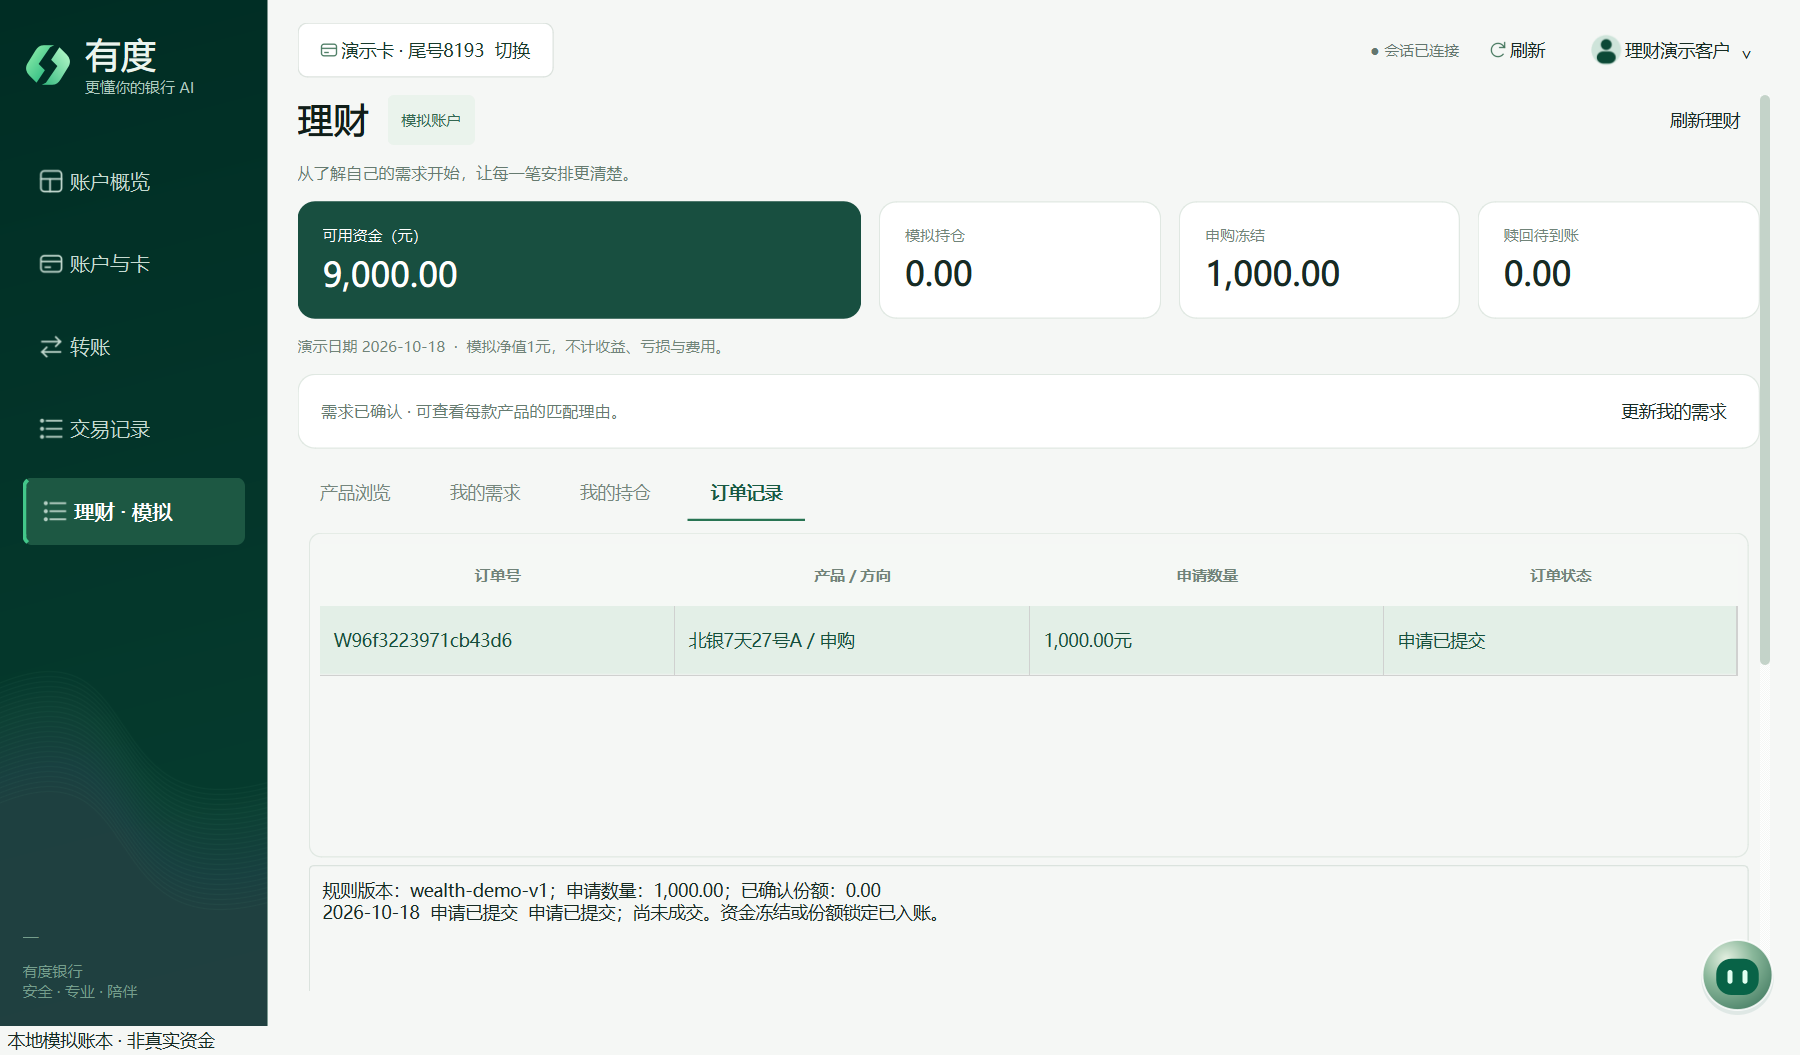 有度
更懂你的银行 AI
账户概览
账户与卡
转账
交易记录
理财 · 模拟
有度银行
安全 · 专业 · 陪伴
本地模拟账本 · 非真实资金
演示卡 · 尾号8193 切换
会话已连接
刷新
理财演示客户
理财
模拟账户
刷新理财
从了解自己的需求开始，让每一笔安排更清楚。
可用资金（元）
9,000.00
模拟持仓
0.00
申购冻结
1,000.00
赎回待到账
0.00
演示日期 2026-10-18 · 模拟净值1元，不计收益、亏损与费用。
需求已确认 · 可查看每款产品的匹配理由。
更新我的需求
产品浏览
我的需求
我的持仓
订单记录
订单号
产品 / 方向
申请数量
订单状态
W96f3223971cb43d6
北银7天27号A / 申购
1,000.00元
申请已提交
规则版本：wealth-demo-v1；申请数量：1,000.00；已确认份额：0.00
2026-10-18 申请已提交 申请已提交；尚未成交。资金冻结或份额锁定已入账。